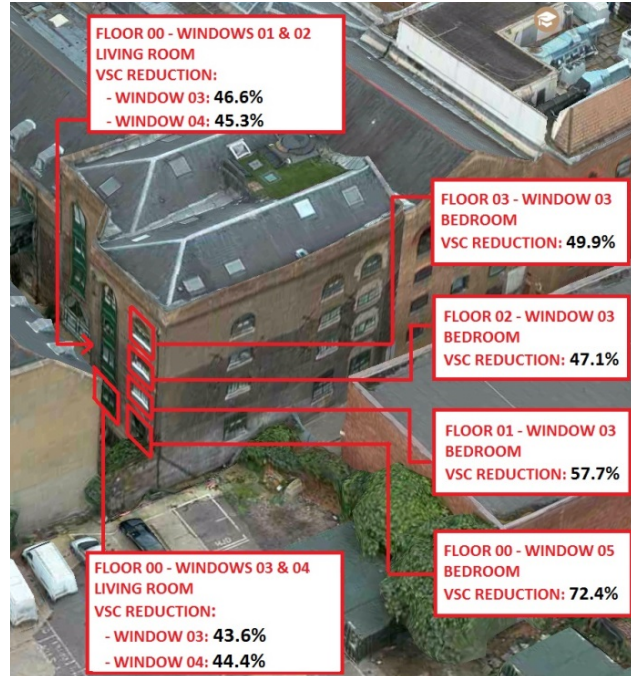 FLOOR 00 - WINDOWS 01 & 02
LIVING ROOM
VSC REDUCTION:
- WINDOW 03: 46.6%
- WINDOW 04: 45.3%
FLOOR 03 - WINDOW 03
BEDROOM
VSC REDUCTION: 49.9%
FLOOR 02 - WINDOW 03
BEDROOM
VSC REDUCTION: 47.1%
FLOOR 01 - WINDOW 03
BEDROOM
VSC REDUCTION: 57.7%
FLOOR 00 - WINDOW 05
BEDROOM
VSC REDUCTION: 72.4%
FLOOR 00 - WINDOWS 03 & 04
LIVING ROOM
VSC REDUCTION:
- WINDOW 03: 43.6%
- WINDOW 04: 44.4%